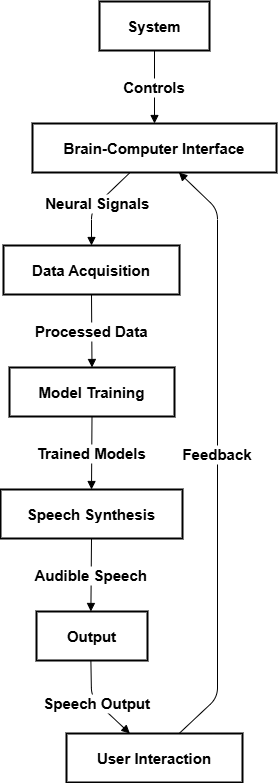 System
Controls
Brain-Computer Interface
Neural Signals
Data Acquisition
Processed Data
Model Training
Trained Models
Feedback
Speech Synthesis
Audible Speech
Output
Speech Output
User Interaction